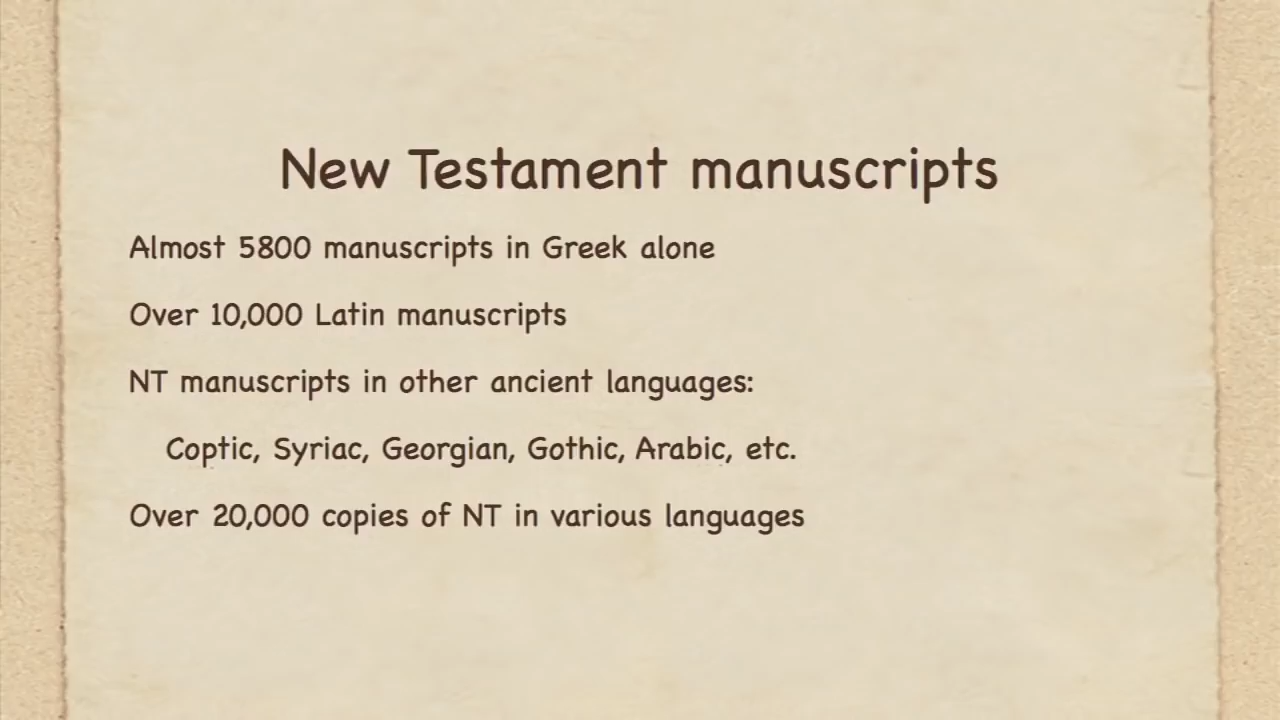 New Testament manuscripts
Almost 5800 manuscripts in Greek alone
Over 10,000 Latin manuscripts
NT manuscripts in other ancient languages:
Coptic, Syriac, Georgian, Gothic, Arabic, etc.
Over 20,000 copies of NT in various languages